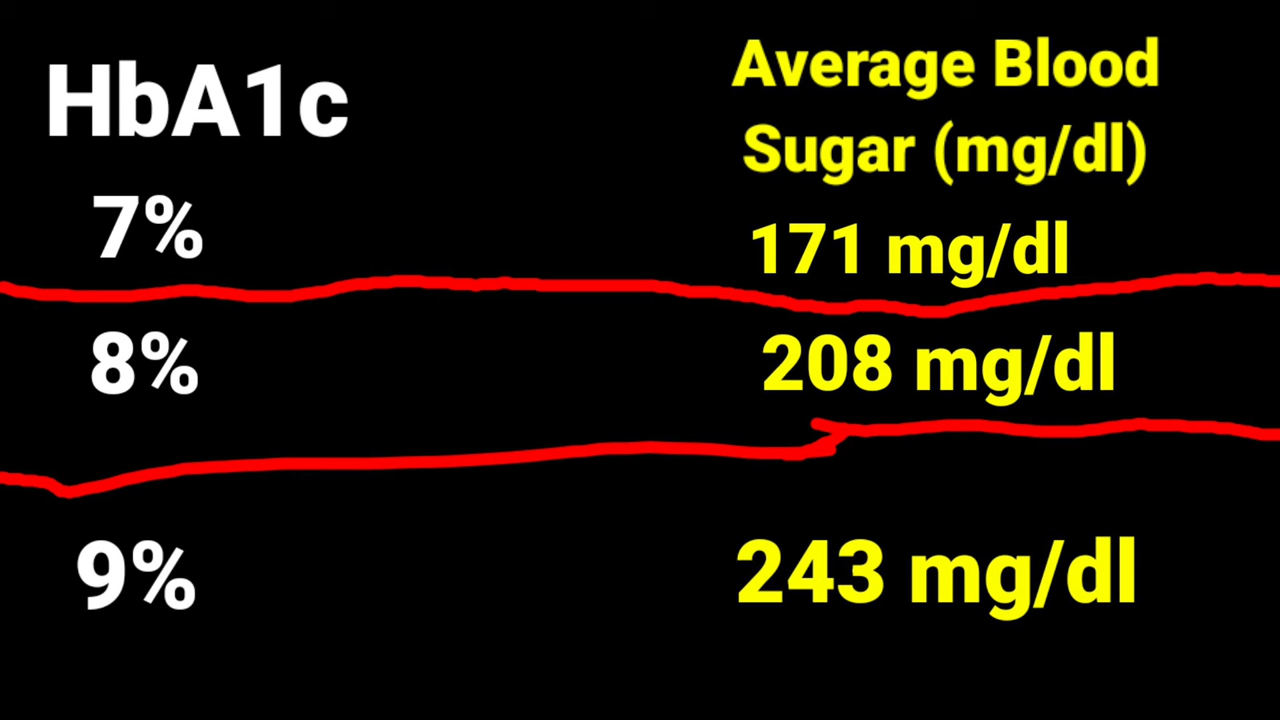 HbA1c
Average Blood
Sugar (mg/dl)
7%
171 mg/dl
8%
208 mg/dl
9%
243 mg/dl